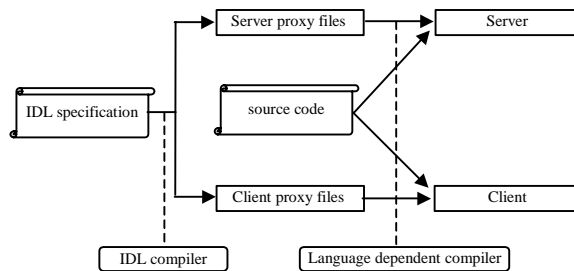 Server proxy files
Server
IDL specification
source code
Client proxy files
Client
IDL compiler
Language dependent compiler